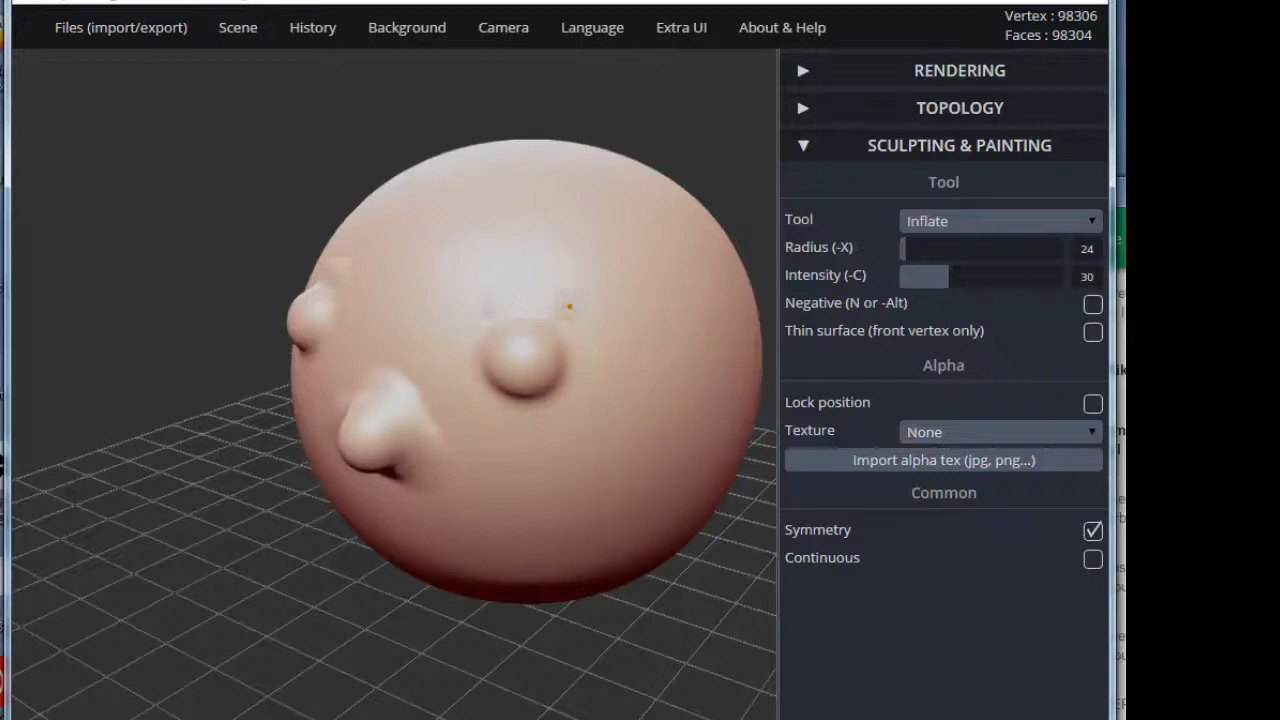 Files (import/export) Scene History Background Camera Language Extra UI About & Help
Vertex : 98306
Faces : 98304
RENDERING
TOPOLOGY
SCULPTING & PAINTING
Tool
Tool Inflate
Radius (-X) 24
Intensity (-C) 30
Negative (N or -Alt)
Thin surface (front vertex only)
Alpha
Lock position
Texture None
Import alpha tex (jpg, png...)
Common
Symmetry
Continuous